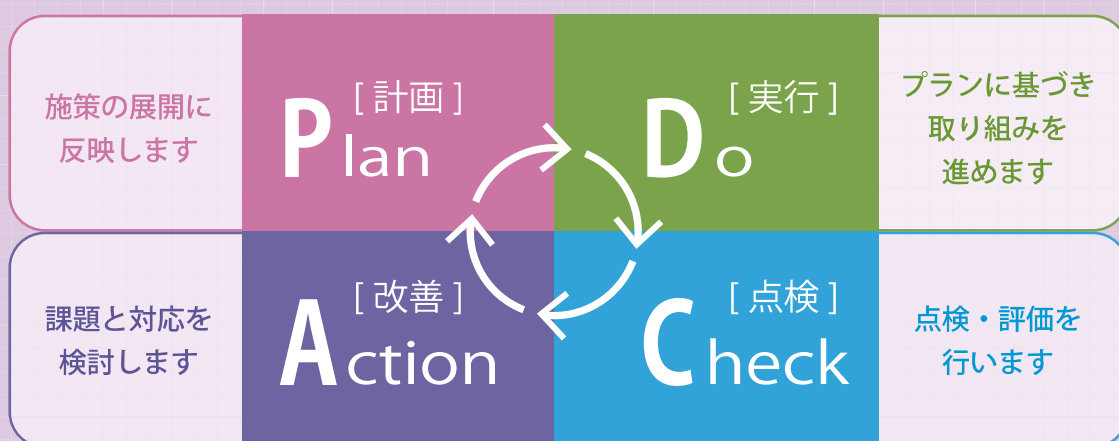 施策の展開に
反映します
[ 計画 ]
Plan
[ 実行 ]
Do
プランに基づき
取り組みを
進めます
課題と対応を
検討します
[ 改善 ]
Action
[ 点検 ]
Check
点検・評価を
行います